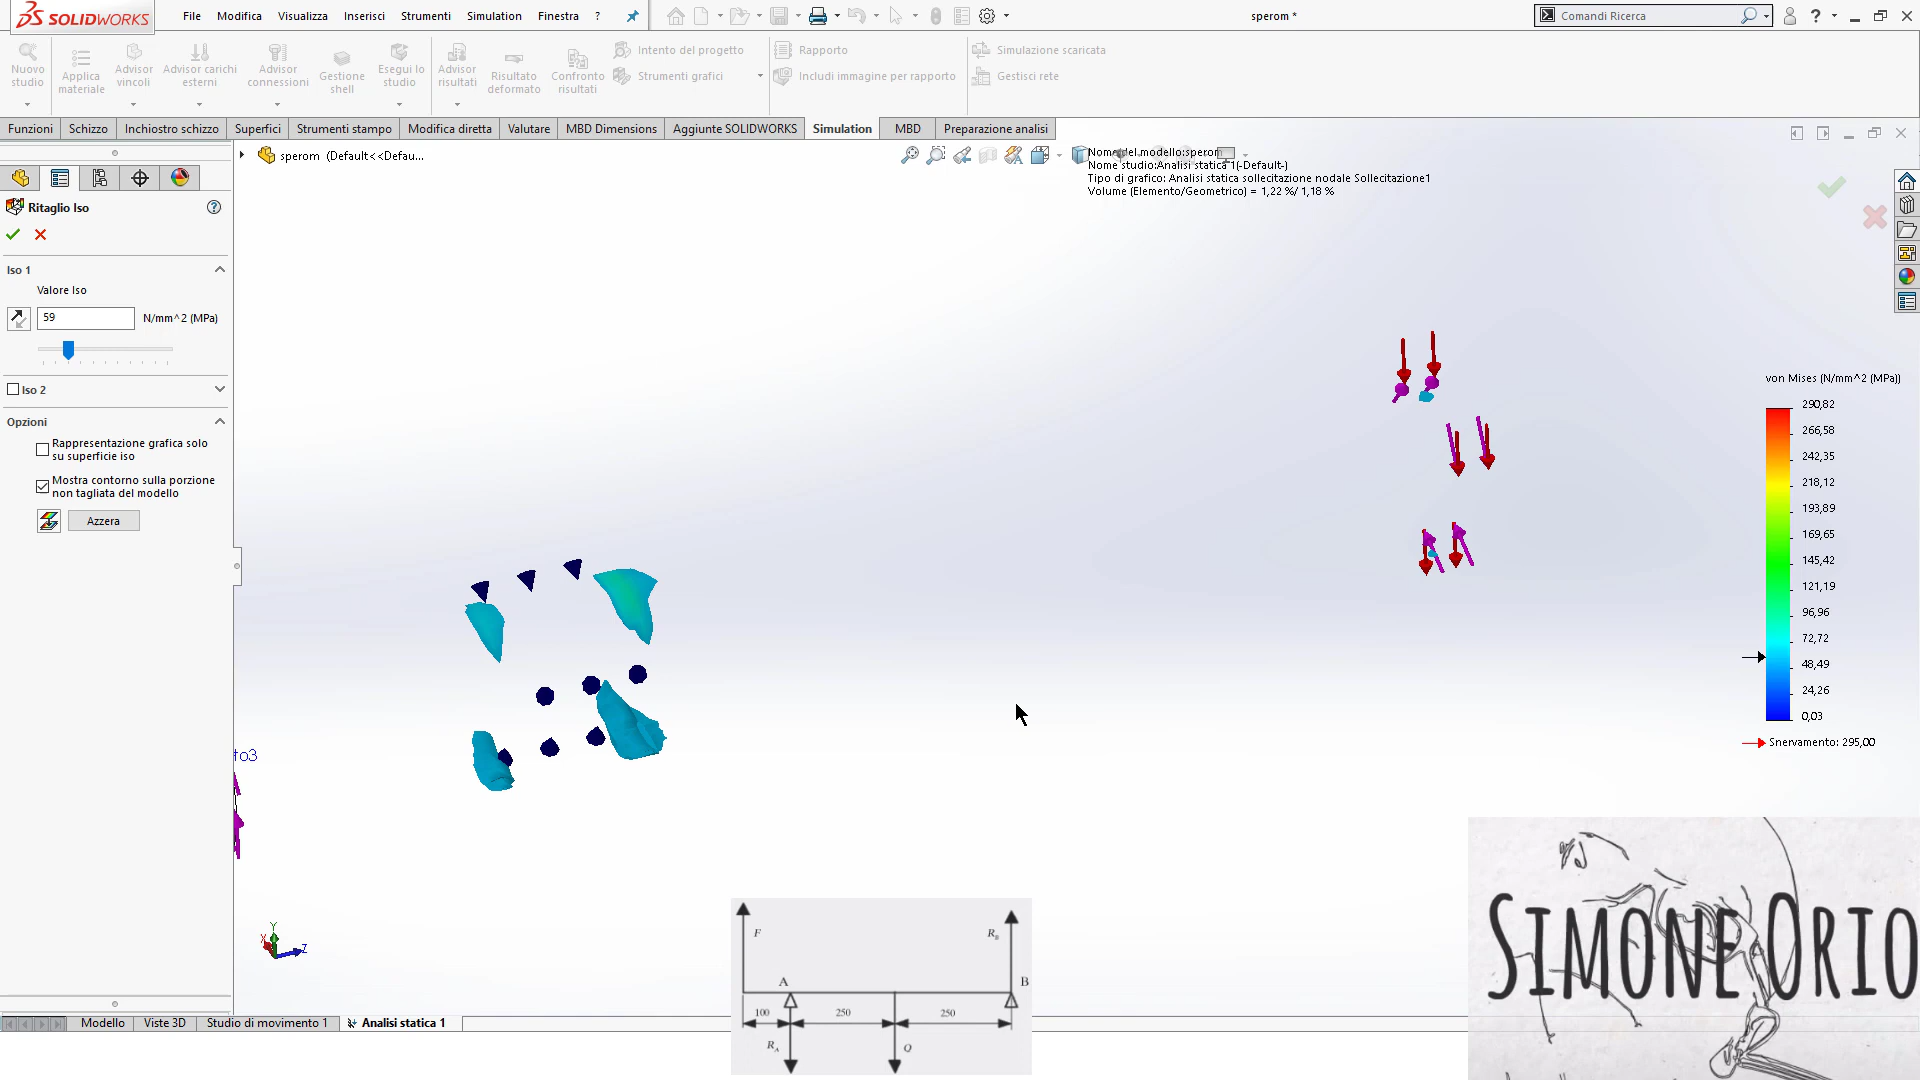 SOLIDWORKS
File Modifica Visualizza Inserisci Strumenti Simulation Finestra ?
sperom *
Comandi Ricerca
Nuovo studio
Applica materiale
Advisor vincoli
Advisor carichi esterni
Advisor connessioni
Gestione shell
Esegui lo studio
Advisor risultati
Risultato deformato
Confronto risultati
Intento del progetto
Strumenti grafici
Rapporto
Includi immagine per rapporto
Simulazione scaricata
Gestisci rete
Funzioni Schizzo Inchiostro schizzo Superfici Strumenti stampo Modifica diretta Valutare MBD Dimensions Aggiunte SOLIDWORKS Simulation MBD Preparazione analisi
sperom (Default<<Defau...
Nome del modello:sperom
Nome studio:Analisi statica 1(-Default-)
Tipo di grafico: Analisi statica sollecitazione nodale Sollecitazione1
Volume (Elemento/Geometrico) = 1,22 %/ 1,18 %
Ritaglio Iso
Iso 1
Valore Iso
59 N/mm^2 (MPa)
Iso 2
Opzioni
Rappresentazione grafica solo
su superficie iso
Mostra contorno sulla porzione
non tagliata del modello
Azzera
von Mises (N/mm^2 (MPa))
290,82
266,58
242,35
218,12
193,89
169,65
145,42
121,19
96,96
72,72
48,49
24,26
0,03
Snervamento: 295,00
to3
Y
X
Z
F
RB
A
B
100
250
250
RA
Q
SIMONE ORIO
Modello Viste 3D Studio di movimento 1 Analisi statica 1